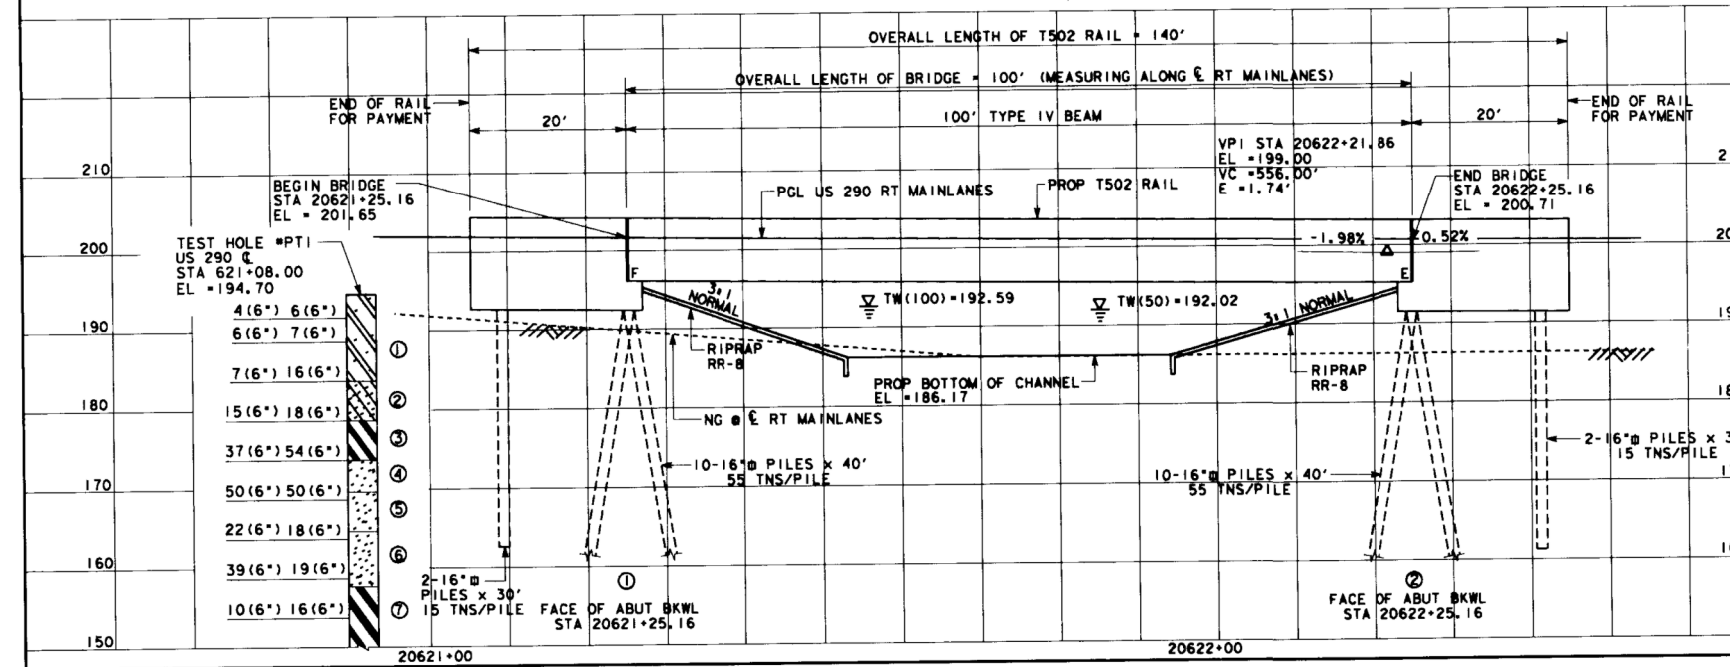 OVERALL LENGTH OF T502 RAIL = 140'
OVERALL LENGTH OF BRIDGE = 100' (MEASURING ALONG ℄ RT MAINLANES)
END OF RAIL
FOR PAYMENT
20'
100' TYPE IV BEAM
20'
END OF RAIL
FOR PAYMENT
VPI STA 20622+21.86
EL =199.00
VC =556.00'
E =1.74'
BEGIN BRIDGE
STA 20621+25.16
EL = 201.65
PGL US 290 RT MAINLANES
PROP T502 RAIL
END BRIDGE
STA 20622+25.16
EL = 200.71
210
200
190
180
170
160
150
TEST HOLE #PT1
US 290 ℄
STA 621+08.00
EL =194.70
-1.98%
0.52%
F
E
3:1
NORMAL
TW(100)=192.59
TW(50)=192.02
3:1 NORMAL
4(6") 6(6")
6(6") 7(6")
①
7(6") 16(6")
②
15(6") 18(6")
③
37(6") 54(6")
④
50(6") 50(6")
⑤
22(6") 18(6")
⑥
39(6") 19(6")
⑦
10(6") 16(6")
RIPRAP
RR-8
PROP BOTTOM OF CHANNEL
EL =186.17
RIPRAP
RR-8
NG @ ℄ RT MAINLANES
10-16"⌑ PILES x 40'
55 TNS/PILE
10-16"⌑ PILES x 40'
55 TNS/PILE
2-16"⌑ PILES x 3
15 TNS/PILE
2-16"⌑
PILES x 30'
15 TNS/PILE
①
FACE OF ABUT BKWL
STA 20621+25.16
②
FACE OF ABUT BKWL
STA 20622+25.16
20621+00
20622+00
2
20
19
18
1
1